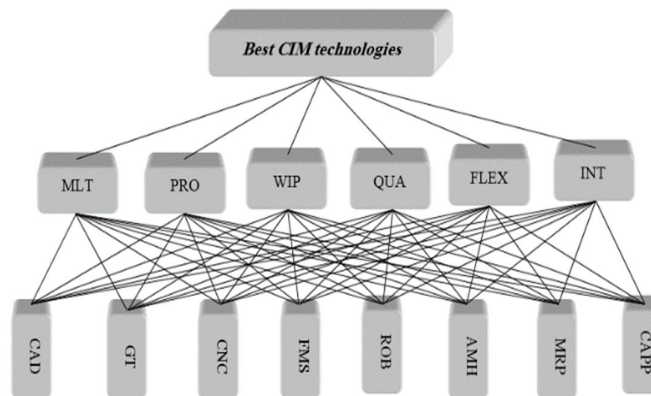 Best CIM technologies
MLT
PRO
WIP
QUA
FLEX
INT
CAD
GT
CNC
FMS
ROB
AMH
MRP
CAPP